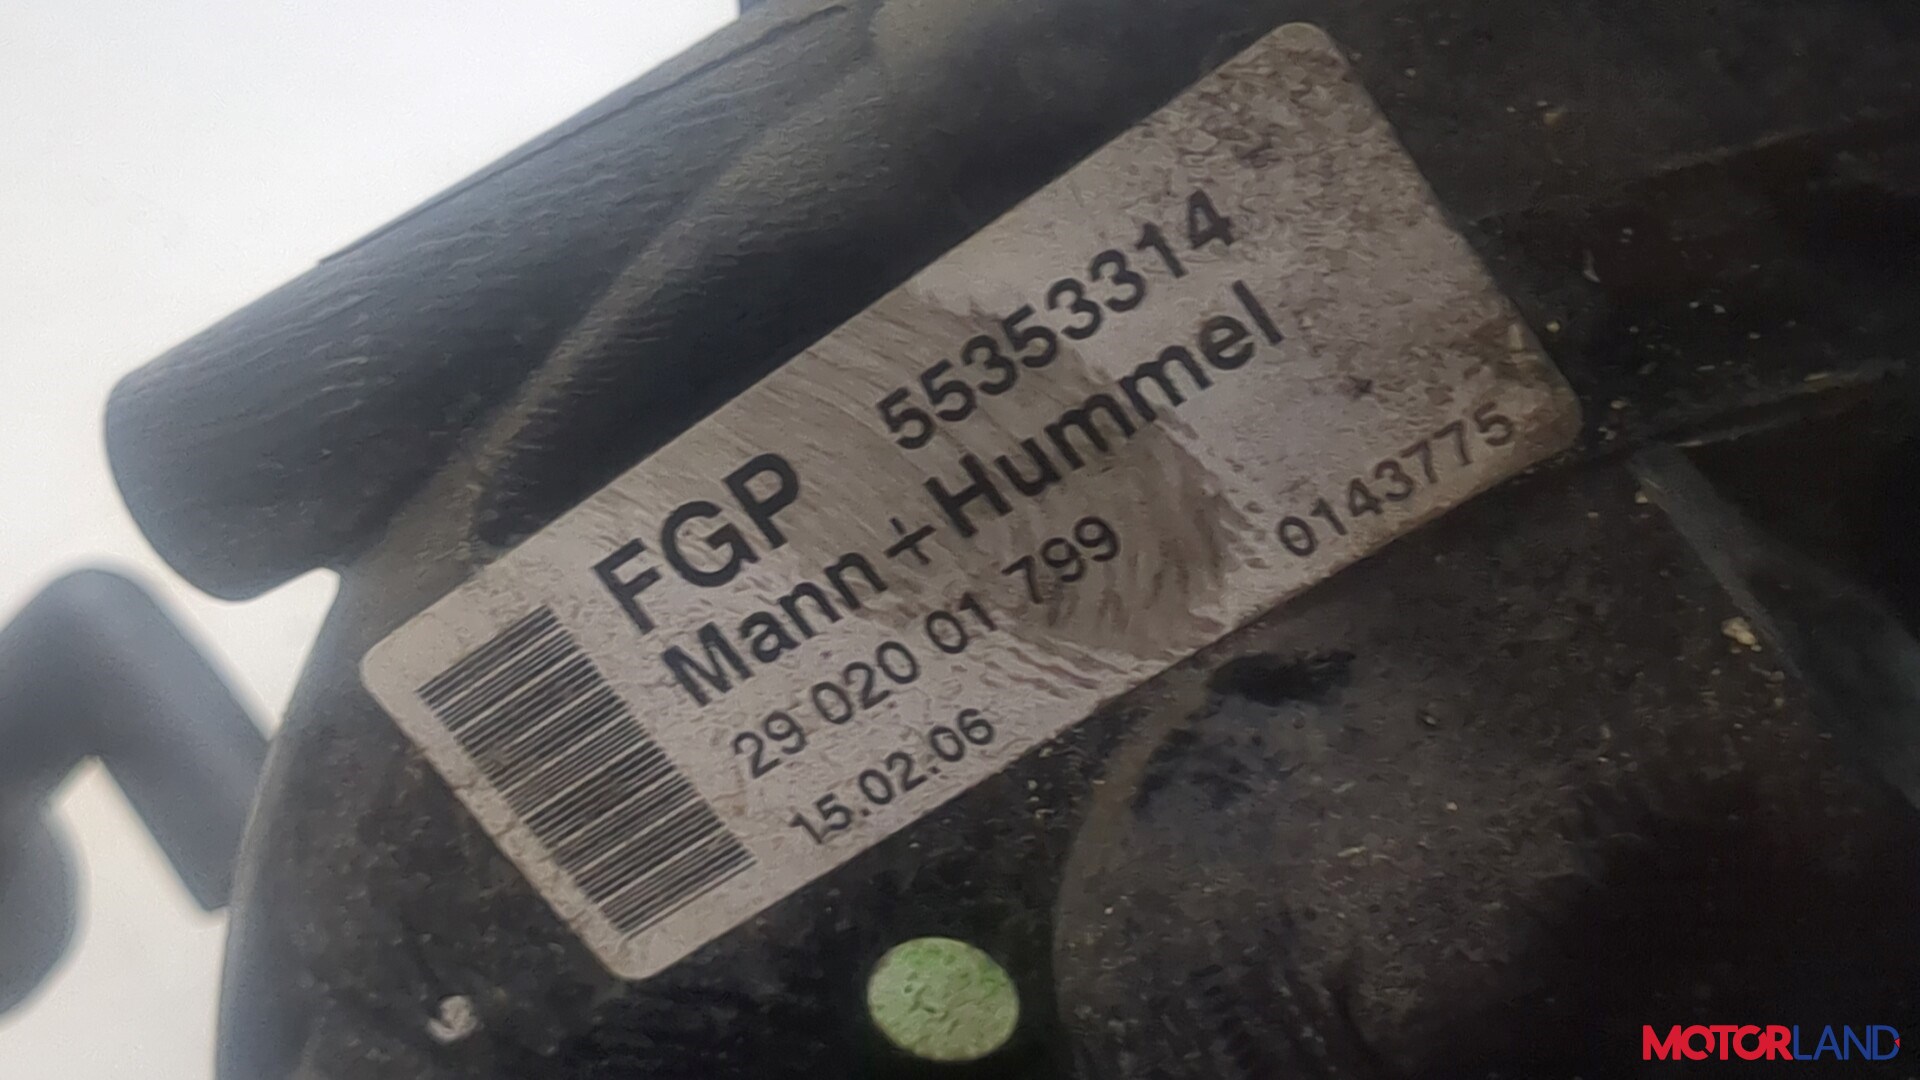 FGP 55353314
Mann+Hummel
29 020 01 799 0143775
15.02.06
MOTORLAND